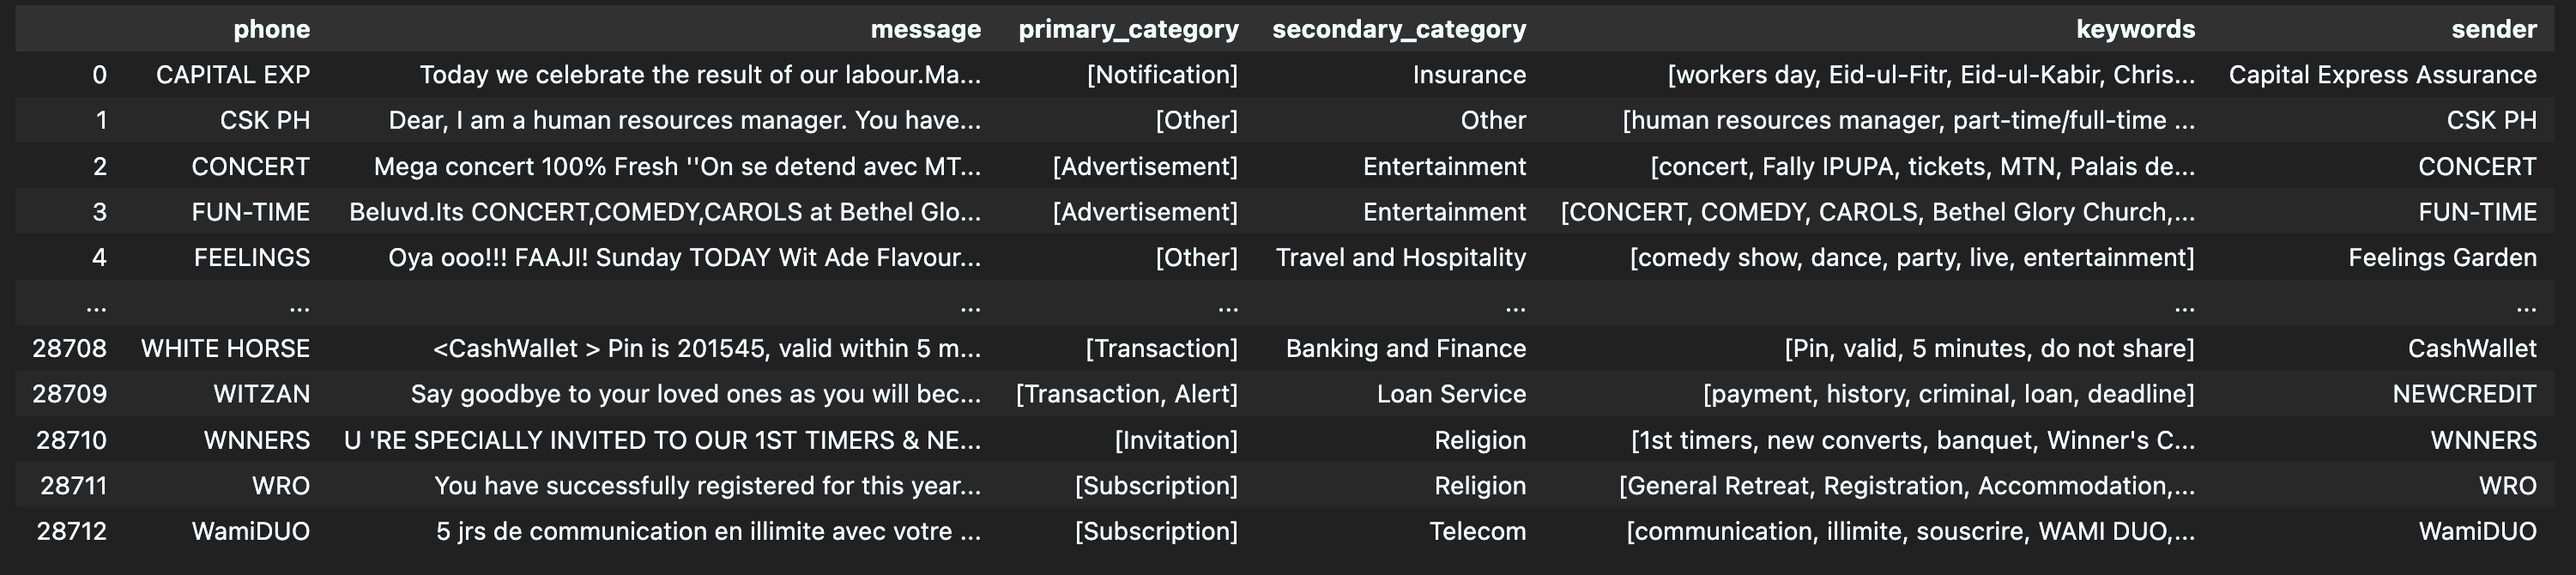 phone message primary_category secondary_category keywords sender
0 CAPITAL EXP Today we celebrate the result of our labour.Ma... [Notification] Insurance [workers day, Eid-ul-Fitr, Eid-ul-Kabir, Chris... Capital Express Assurance
1 CSK PH Dear, I am a human resources manager. You have... [Other] Other [human resources manager, part-time/full-time ... CSK PH
2 CONCERT Mega concert 100% Fresh ''On se detend avec MT... [Advertisement] Entertainment [concert, Fally IPUPA, tickets, MTN, Palais de... CONCERT
3 FUN-TIME Beluvd.Its CONCERT,COMEDY,CAROLS at Bethel Glo... [Advertisement] Entertainment [CONCERT, COMEDY, CAROLS, Bethel Glory Church,... FUN-TIME
4 FEELINGS Oya ooo!!! FAAJI! Sunday TODAY Wit Ade Flavour... [Other] Travel and Hospitality [comedy show, dance, party, live, entertainment] Feelings Garden
... ... ... ... ... ... ...
28708 WHITE HORSE <CashWallet > Pin is 201545, valid within 5 m... [Transaction] Banking and Finance [Pin, valid, 5 minutes, do not share] CashWallet
28709 WITZAN Say goodbye to your loved ones as you will bec... [Transaction, Alert] Loan Service [payment, history, criminal, loan, deadline] NEWCREDIT
28710 WNNERS U 'RE SPECIALLY INVITED TO OUR 1ST TIMERS & NE... [Invitation] Religion [1st timers, new converts, banquet, Winner's C... WNNERS
28711 WRO You have successfully registered for this year... [Subscription] Religion [General Retreat, Registration, Accommodation,... WRO
28712 WamiDUO 5 jrs de communication en illimite avec votre ... [Subscription] Telecom [communication, illimite, souscrire, WAMI DUO,... WamiDUO